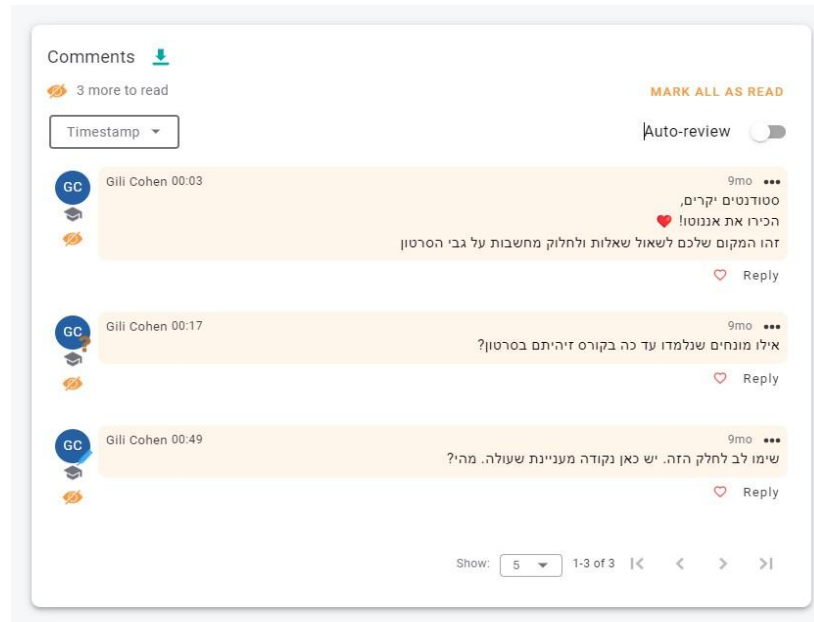 Comments
3 more to read
MARK ALL AS READ
Timestamp
Auto-review
GC
Gili Cohen 00:03
9mo
סטודנטים יקרים,
הכירו את אננוטו! ❤️
זהו המקום שלכם לשאול שאלות ולחלוק מחשבות על גבי הסרטון
Reply
GC
Gili Cohen 00:17
9mo
אילו מונחים שנלמדו עד כה בקורס זיהיתם בסרטון?
Reply
GC
Gili Cohen 00:49
9mo
שימו לב לחלק הזה. יש כאן נקודה מעניינת שעולה. מהי?
Reply
Show: 5 1-3 of 3